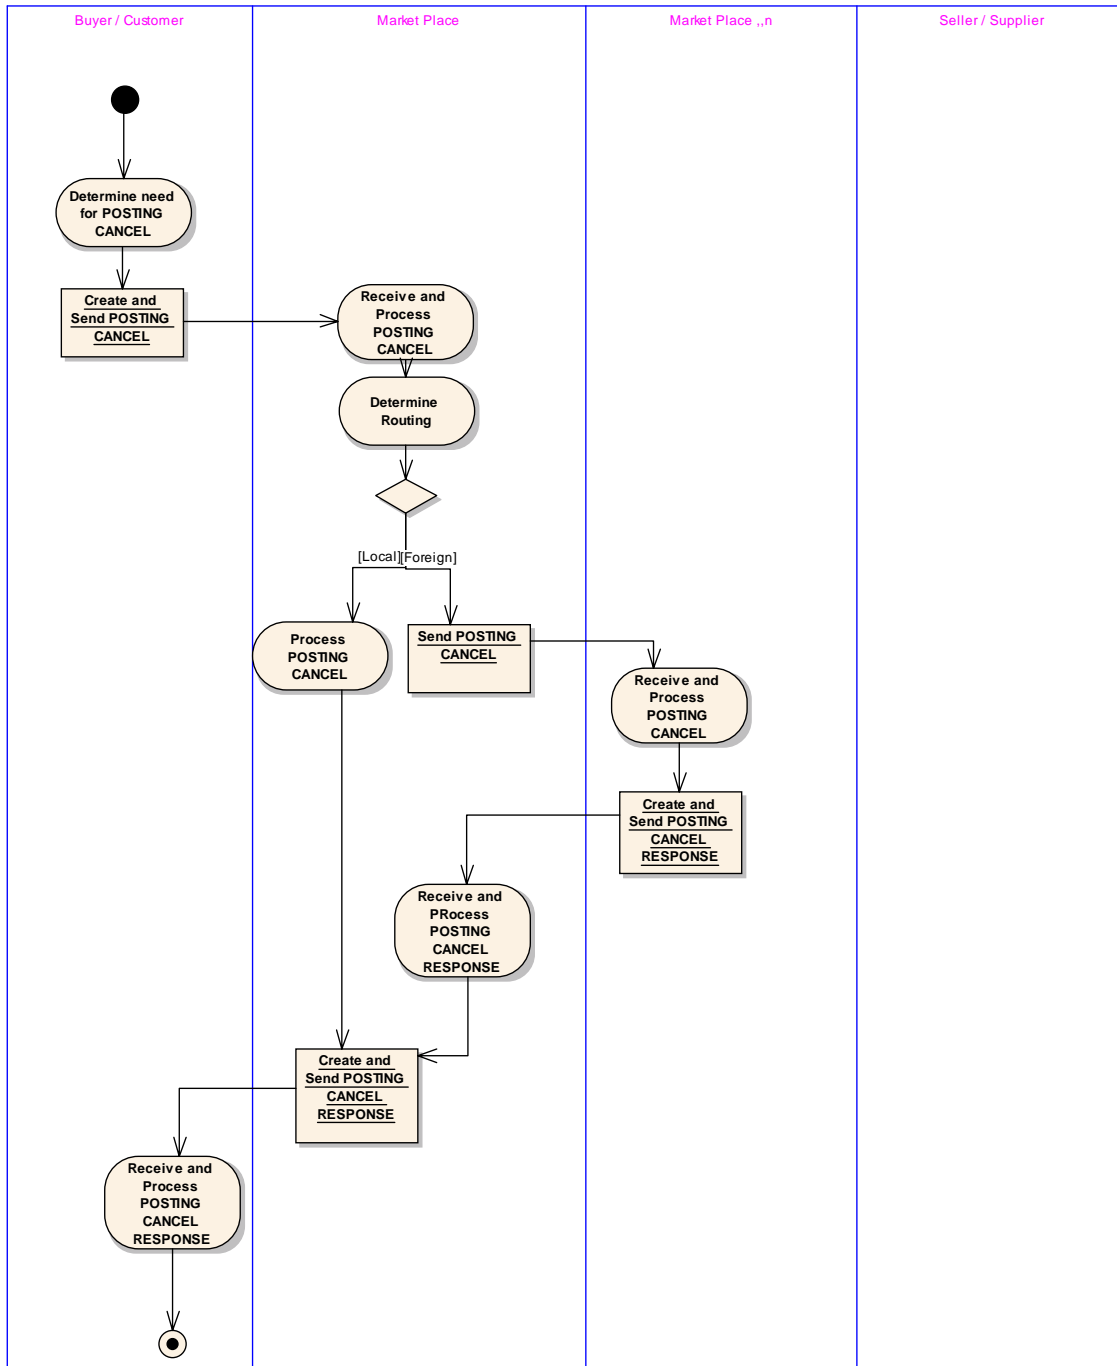 Buyer / Customer
Market Place
Market Place ,,n
Seller / Supplier
Determine need
for POSTING
CANCEL
Create and
Send POSTING
CANCEL
Receive and
Process
POSTING
CANCEL
Determine
Routing
[Local]
[Foreign]
Process
POSTING
CANCEL
Send POSTING
CANCEL
Receive and
Process
POSTING
CANCEL
Create and
Send POSTING
CANCEL
RESPONSE
Receive and
PRocess
POSTING
CANCEL
RESPONSE
Create and
Send POSTING
CANCEL
RESPONSE
Receive and
Process
POSTING
CANCEL
RESPONSE